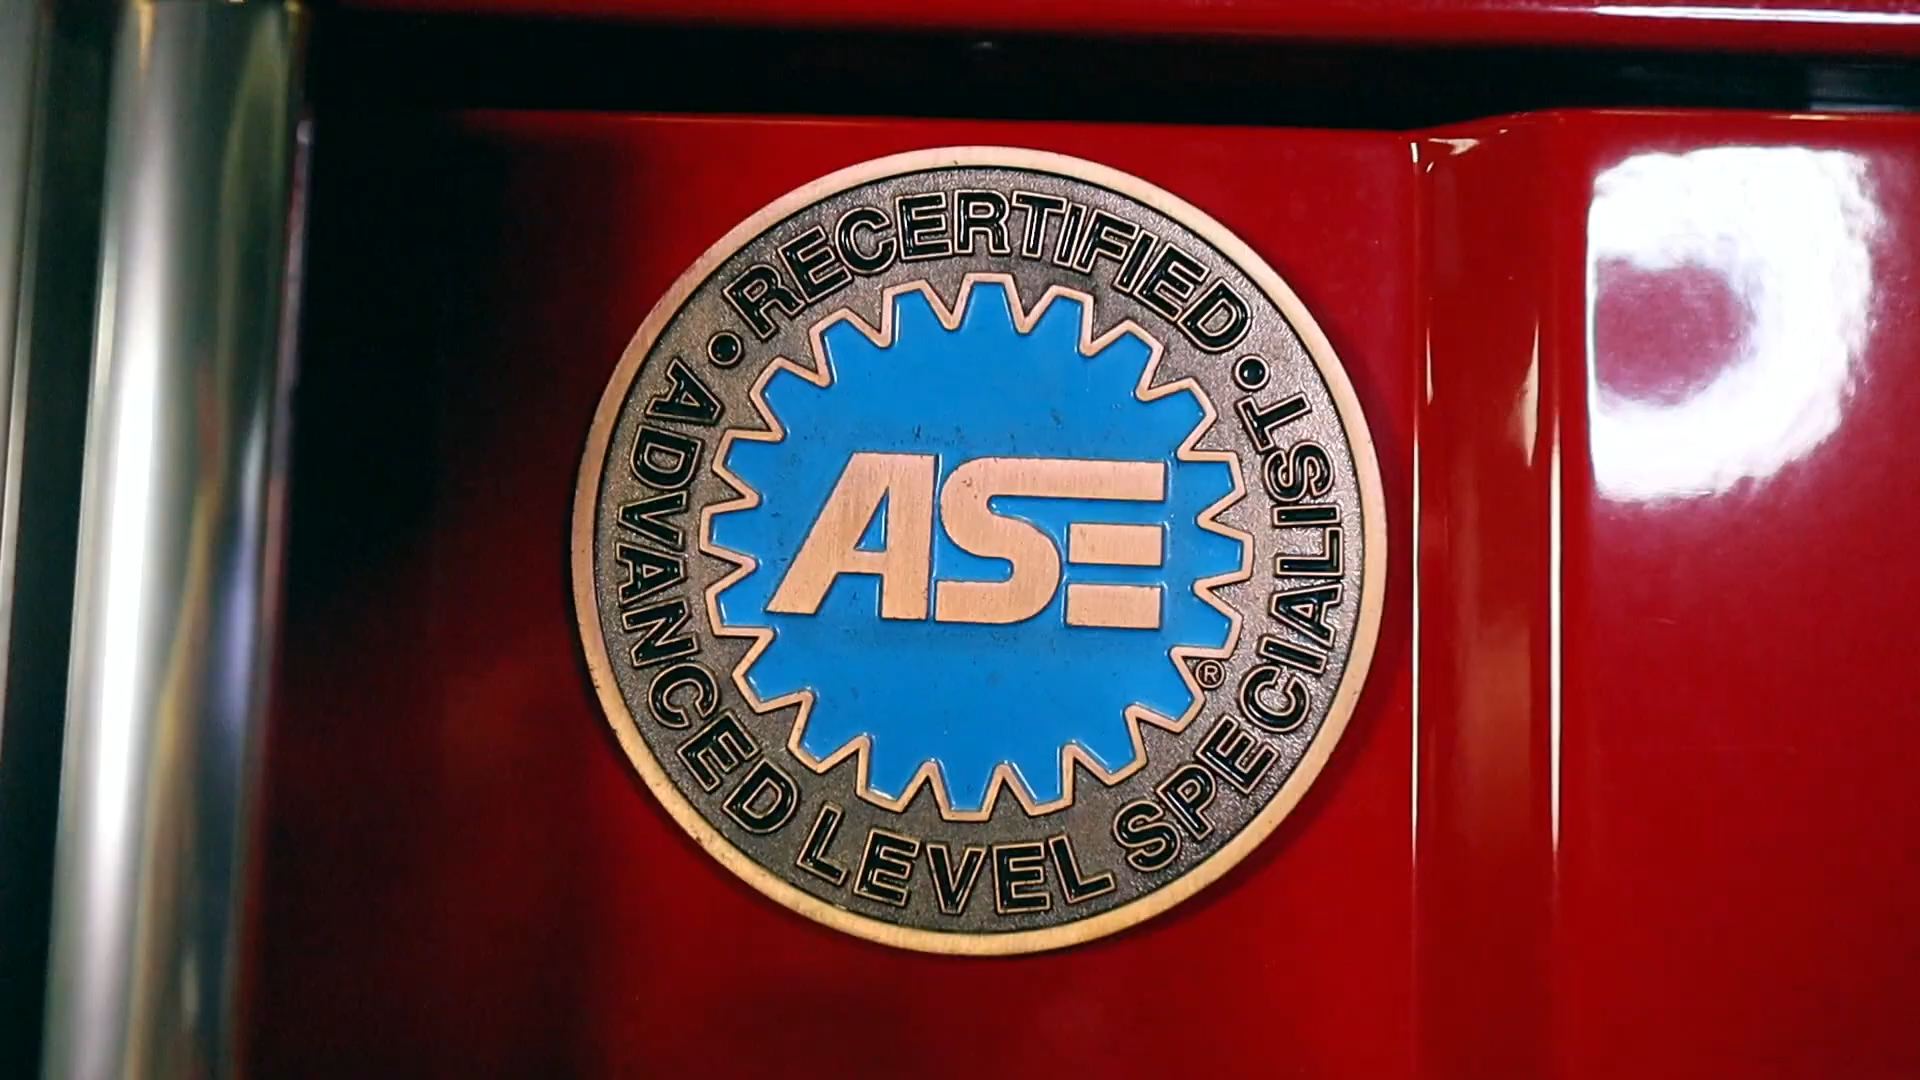 • RECERTIFIED •
ASE
®
ADVANCED LEVEL SPECIALIST